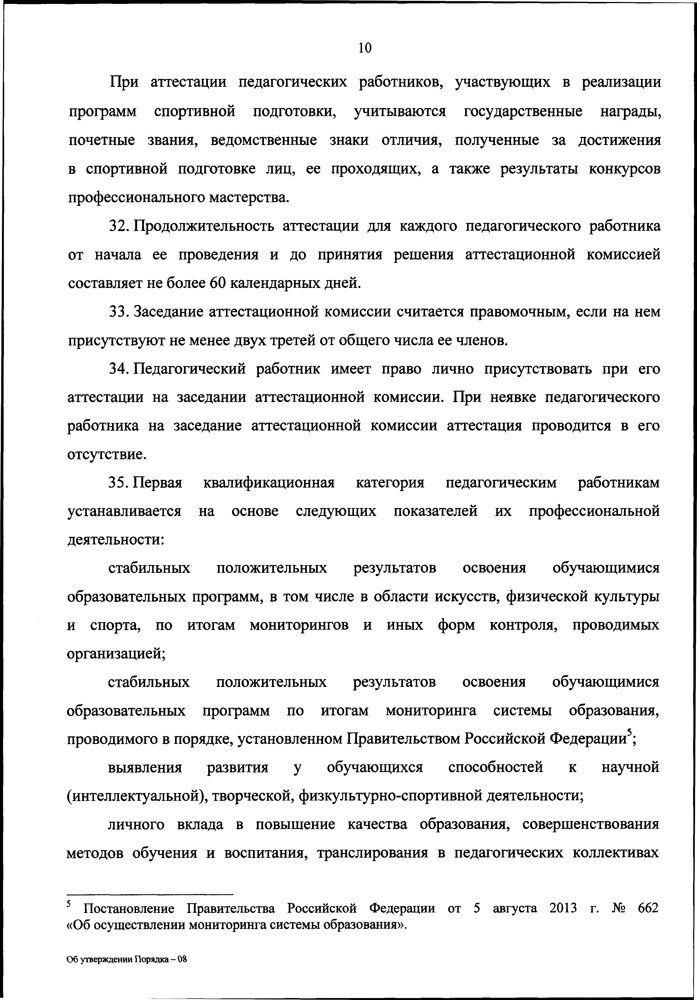 10
При аттестации педагогических работников, участвующих в реализации
программ спортивной подготовки, учитываются государственные награды,
почетные звания, ведомственные знаки отличия, полученные за достижения
в спортивной подготовке лиц, ее проходящих, а также результаты конкурсов
профессионального мастерства.
32. Продолжительность аттестации для каждого педагогического работника
от начала ее проведения и до принятия решения аттестационной комиссией
составляет не более 60 календарных дней.
33. Заседание аттестационной комиссии считается правомочным, если на нем
присутствуют не менее двух третей от общего числа ее членов.
34. Педагогический работник имеет право лично присутствовать при его
аттестации на заседании аттестационной комиссии. При неявке педагогического
работника на заседание аттестационной комиссии аттестация проводится в его
отсутствие.
35. Первая квалификационная категория педагогическим работникам
устанавливается на основе следующих показателей их профессиональной
деятельности:
стабильных положительных результатов освоения обучающимися
образовательных программ, в том числе в области искусств, физической культуры
и спорта, по итогам мониторингов и иных форм контроля, проводимых
организацией;
стабильных положительных результатов освоения обучающимися
образовательных программ по итогам мониторинга системы образования,
проводимого в порядке, установленном Правительством Российской Федерации⁵;
выявления развития у обучающихся способностей к научной
(интеллектуальной), творческой, физкультурно-спортивной деятельности;
личного вклада в повышение качества образования, совершенствования
методов обучения и воспитания, транслирования в педагогических коллективах
⁵ Постановление Правительства Российской Федерации от 5 августа 2013 г. № 662
«Об осуществлении мониторинга системы образования».
Об утверждении Порядка – 08